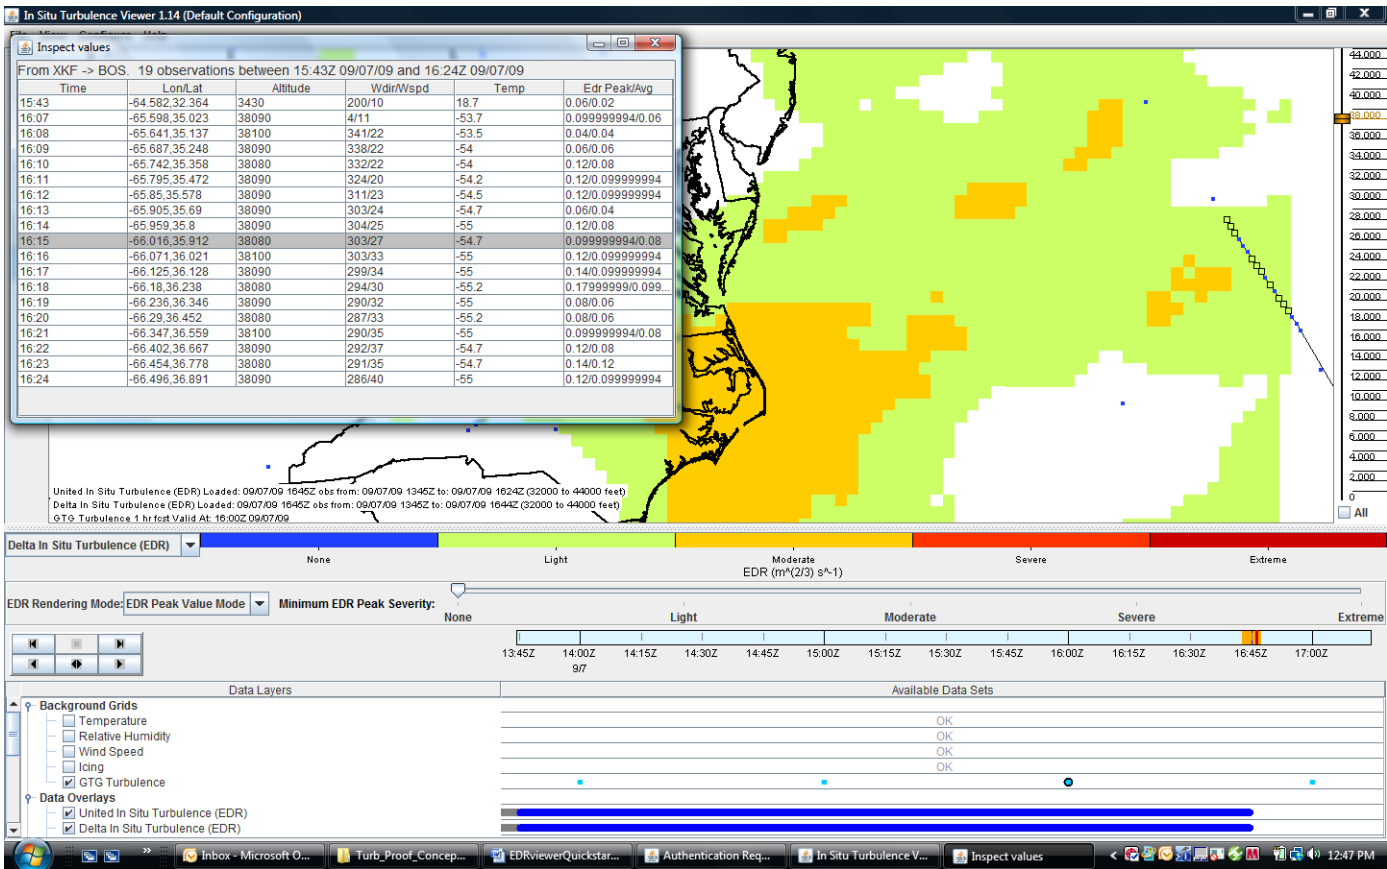 In Situ Turbulence Viewer 1.14 (Default Configuration)
File View Configure Help
Inspect values
From XKF -> BOS. 19 observations between 15:43Z 09/07/09 and 16:24Z 09/07/09
Time Lon/Lat Altitude Wdir/Wspd Temp Edr Peak/Avg
15:43 -64.582,32.364 3430 200/10 18.7 0.06/0.02
16:07 -65.598,35.023 38090 4/11 -53.7 0.099999994/0.06
16:08 -65.641,35.137 38100 341/22 -53.5 0.04/0.04
16:09 -65.687,35.248 38090 338/22 -54 0.06/0.06
16:10 -65.742,35.358 38080 332/22 -54 0.12/0.08
16:11 -65.795,35.472 38090 324/20 -54.2 0.12/0.099999994
16:12 -65.85,35.578 38090 311/23 -54.5 0.12/0.099999994
16:13 -65.905,35.69 38090 303/24 -54.7 0.06/0.04
16:14 -65.959,35.8 38090 304/25 -55 0.12/0.08
16:15 -66.016,35.912 38080 303/27 -54.7 0.099999994/0.08
16:16 -66.071,36.021 38100 303/33 -55 0.12/0.099999994
16:17 -66.125,36.128 38090 299/34 -55 0.14/0.099999994
16:18 -66.18,36.238 38080 294/30 -55.2 0.17999999/0.099...
16:19 -66.236,36.346 38090 290/32 -55 0.08/0.06
16:20 -66.29,36.452 38080 287/33 -55.2 0.08/0.06
16:21 -66.347,36.559 38100 290/35 -55 0.099999994/0.08
16:22 -66.402,36.667 38090 292/37 -54.7 0.12/0.08
16:23 -66.454,36.778 38080 291/35 -54.7 0.14/0.12
16:24 -66.496,36.891 38090 286/40 -55 0.12/0.099999994
44.000
42.000
40.000
38.000
36.000
34.000
32.000
30.000
28.000
26.000
24.000
22.000
20.000
18.000
16.000
14.000
12.000
10.000
8.000
6.000
4.000
2.000
0
All
United In Situ Turbulence (EDR) Loaded: 09/07/09 1645Z obs from: 09/07/09 1345Z to: 09/07/09 1624Z (32000 to 44000 feet)
Delta In Situ Turbulence (EDR) Loaded: 09/07/09 1645Z obs from: 09/07/09 1345Z to: 09/07/09 1644Z (32000 to 44000 feet)
GTG Turbulence 1 hr fcst Valid At: 16:00Z 09/07/09
Delta In Situ Turbulence (EDR)
None Light Moderate Severe Extreme
EDR (m^(2/3) s^-1)
EDR Rendering Mode: EDR Peak Value Mode Minimum EDR Peak Severity:
None Light Moderate Severe Extreme
13:45Z 14:00Z 14:15Z 14:30Z 14:45Z 15:00Z 15:15Z 15:30Z 15:45Z 16:00Z 16:15Z 16:30Z 16:45Z 17:00Z
9/7
Data Layers Available Data Sets
Background Grids
Temperature OK
Relative Humidity OK
Wind Speed OK
Icing OK
GTG Turbulence
Data Overlays
United In Situ Turbulence (EDR)
Delta In Situ Turbulence (EDR)
Inbox - Microsoft O... Turb_Proof_Concep... EDRviewerQuickstar... Authentication Req... In Situ Turbulence V... Inspect values 12:47 PM